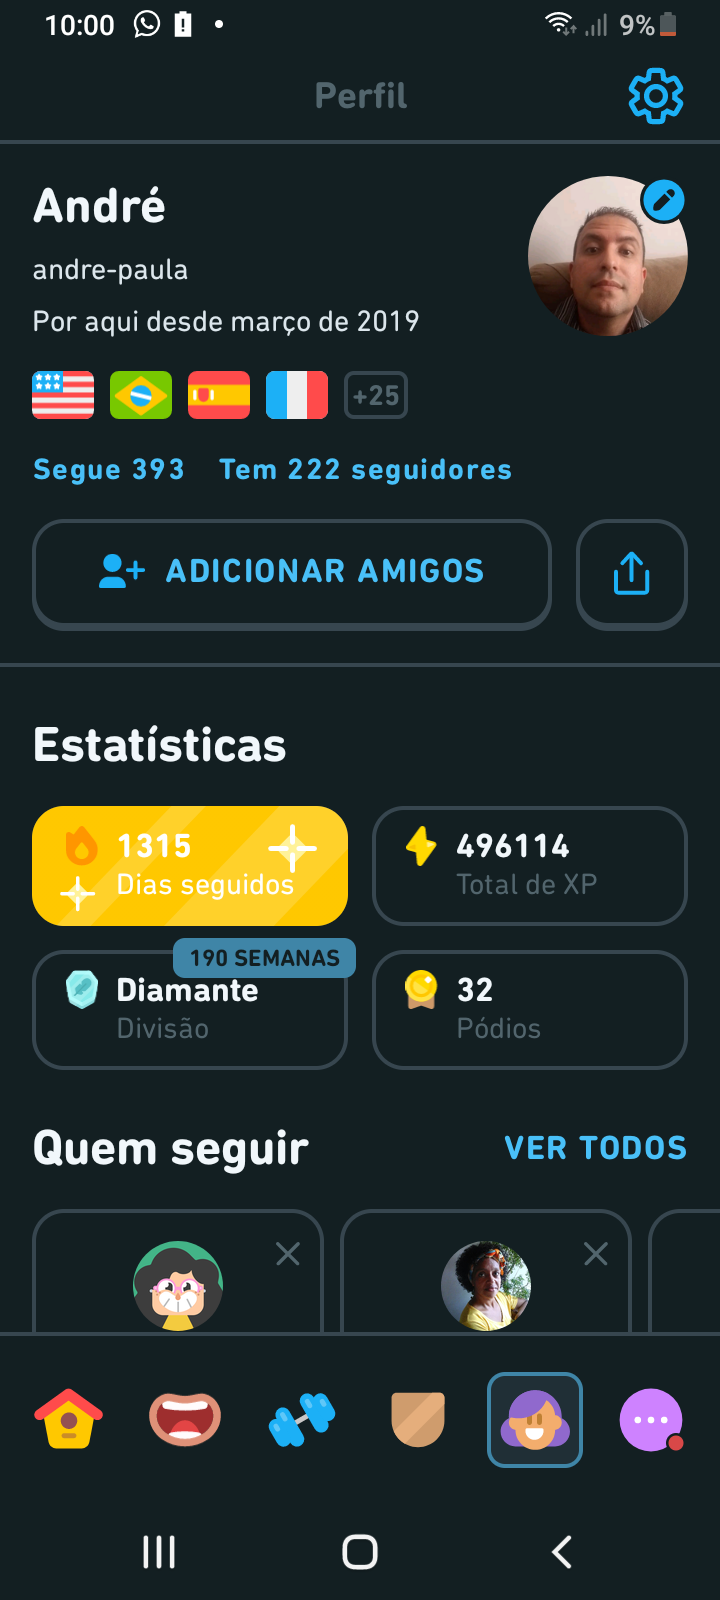 10:00
9%
Perfil
André
andre-paula
Por aqui desde março de 2019
+25
Segue 393 Tem 222 seguidores
ADICIONAR AMIGOS
Estatísticas
1315
Dias seguidos
496114
Total de XP
190 SEMANAS
Diamante
Divisão
32
Pódios
Quem seguir
VER TODOS